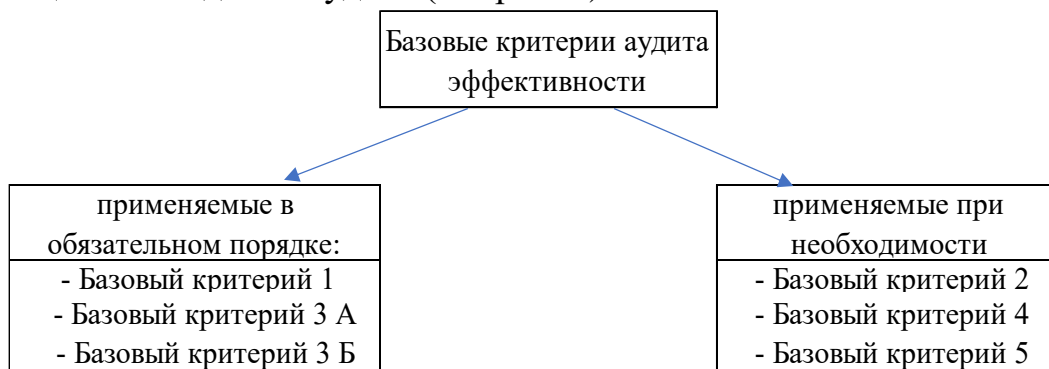 Базовые критерии аудита
эффективности
применяемые в
обязательном порядке:
- Базовый критерий 1
- Базовый критерий 3 А
- Базовый критерий 3 Б
применяемые при
необходимости
- Базовый критерий 2
- Базовый критерий 4
- Базовый критерий 5